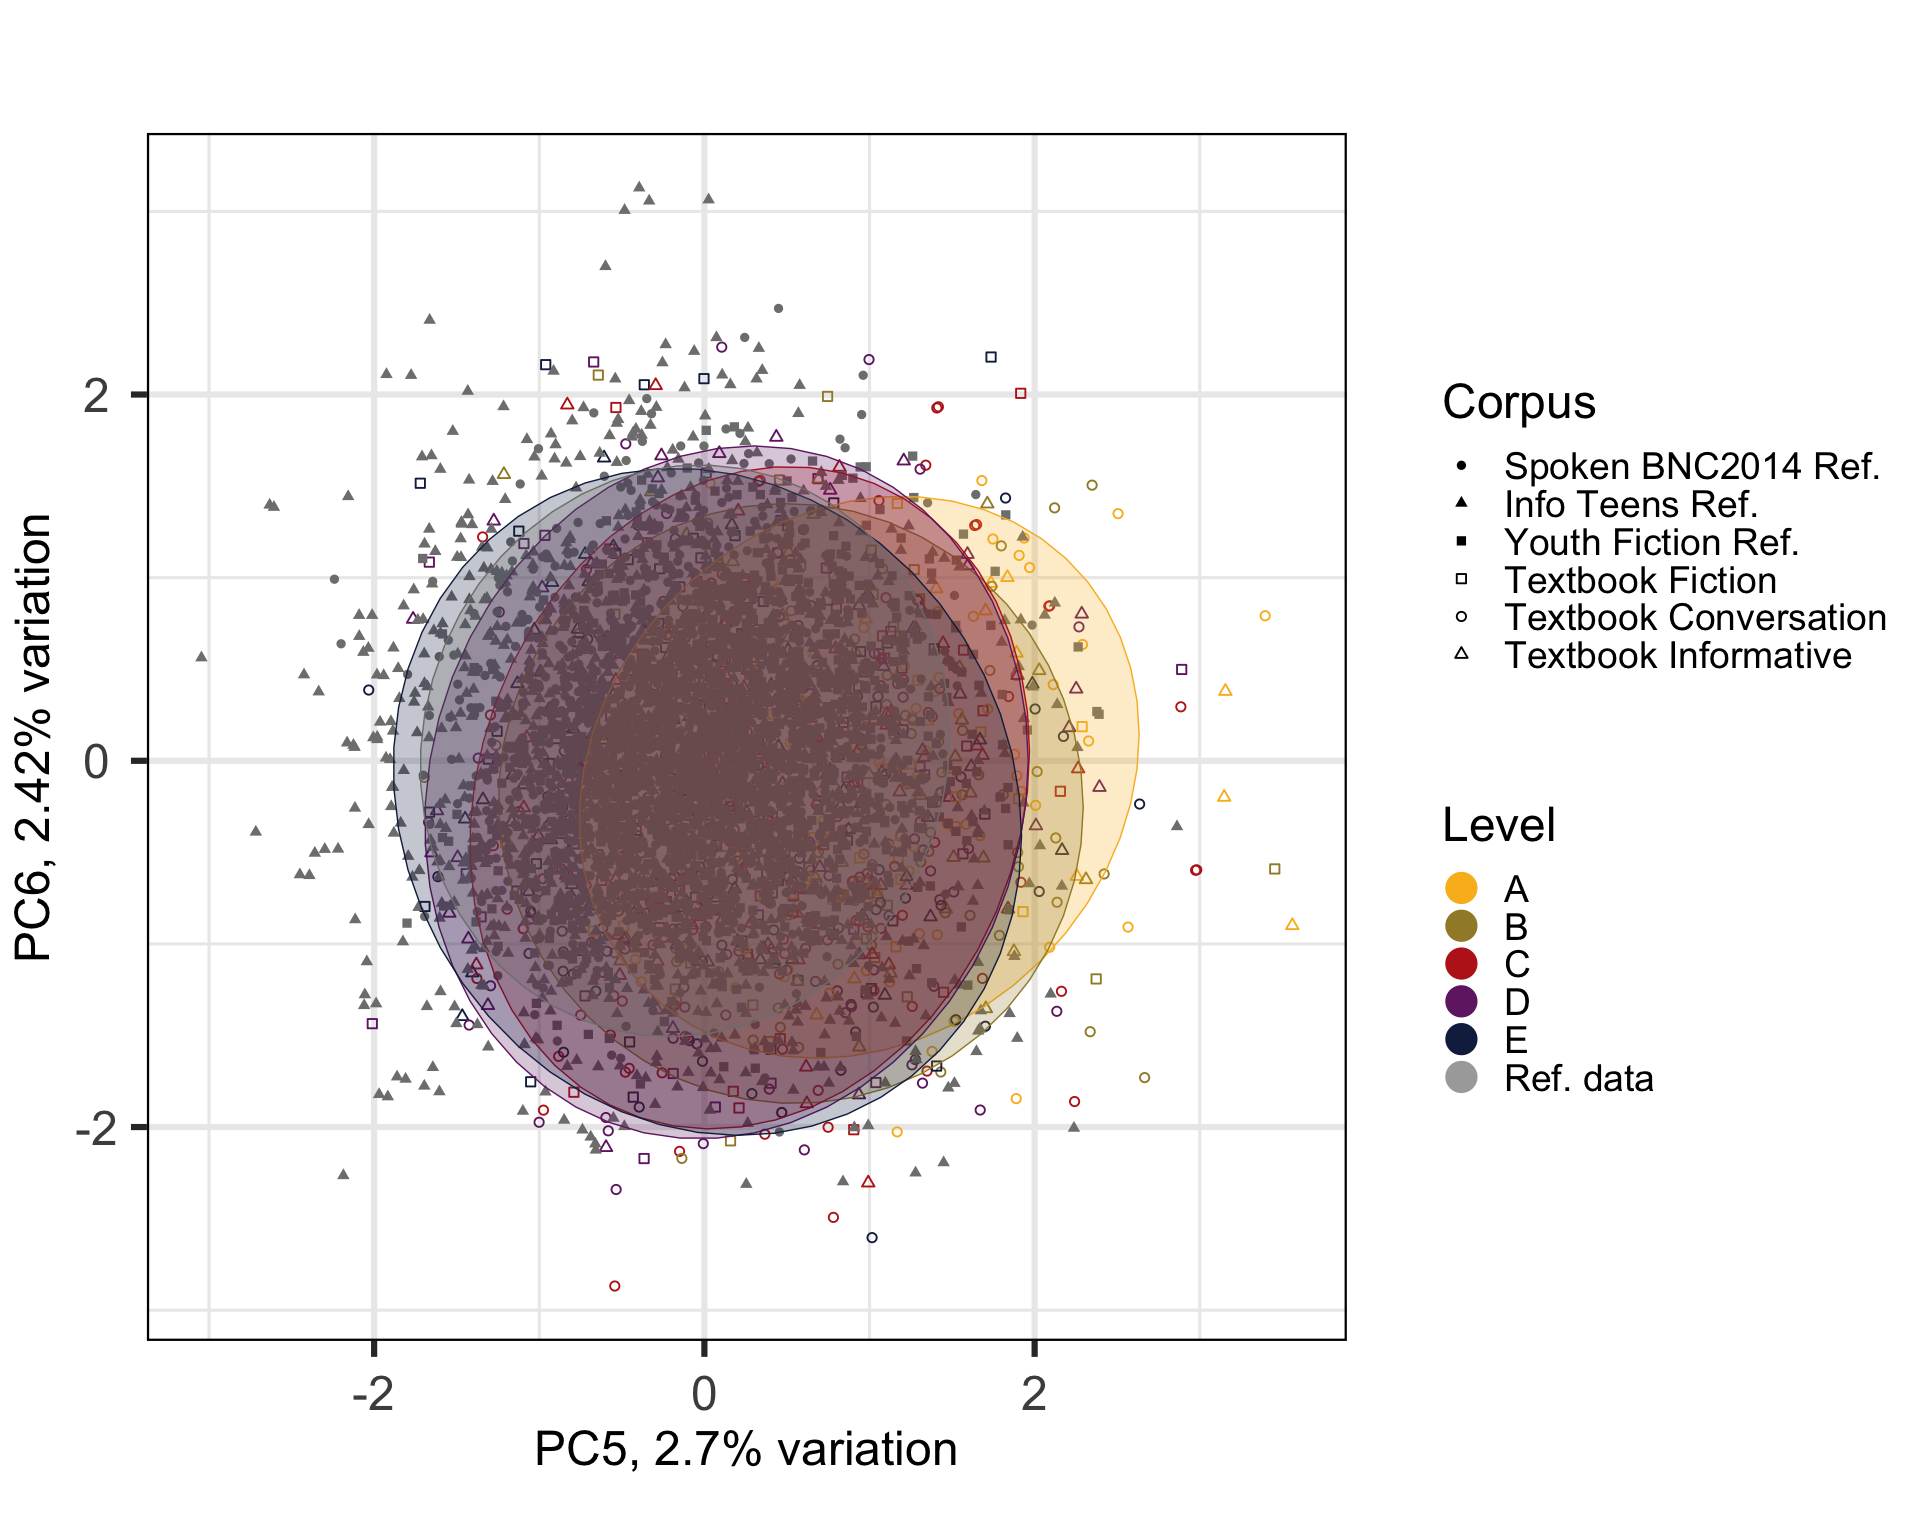 Corpus
Spoken BNC2014 Ref.
Info Teens Ref.
Youth Fiction Ref.
Textbook Fiction
Textbook Conversation
Textbook Informative
Level
A
B
C
D
E
Ref. data
PC6, 2.42% variation
2
0
-2
-2 0 2
PC5, 2.7% variation